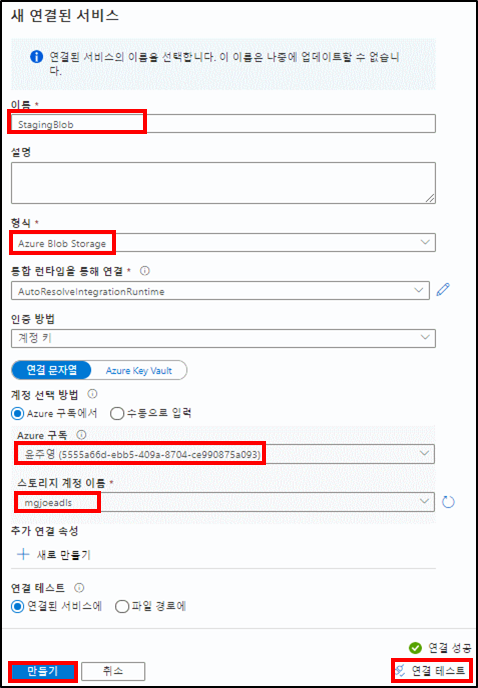 새 연결된 서비스
연결된 서비스의 이름을 선택합니다. 이 이름은 나중에 업데이트할 수 없습니
다.
이름 *
StagingBlob
설명
형식 *
Azure Blob Storage
통합 런타임을 통해 연결 *
AutoResolveIntegrationRuntime
인증 방법
계정 키
연결 문자열 Azure Key Vault
계정 선택 방법
Azure 구독에서 수동으로 입력
Azure 구독
윤주영 (5555a66d-ebb5-409a-8704-ce990875a093)
스토리지 계정 이름 *
mgjoeadls
추가 연결 속성
새로 만들기
연결 테스트
연결된 서비스에 파일 경로에
연결 성공
만들기 취소 연결 테스트